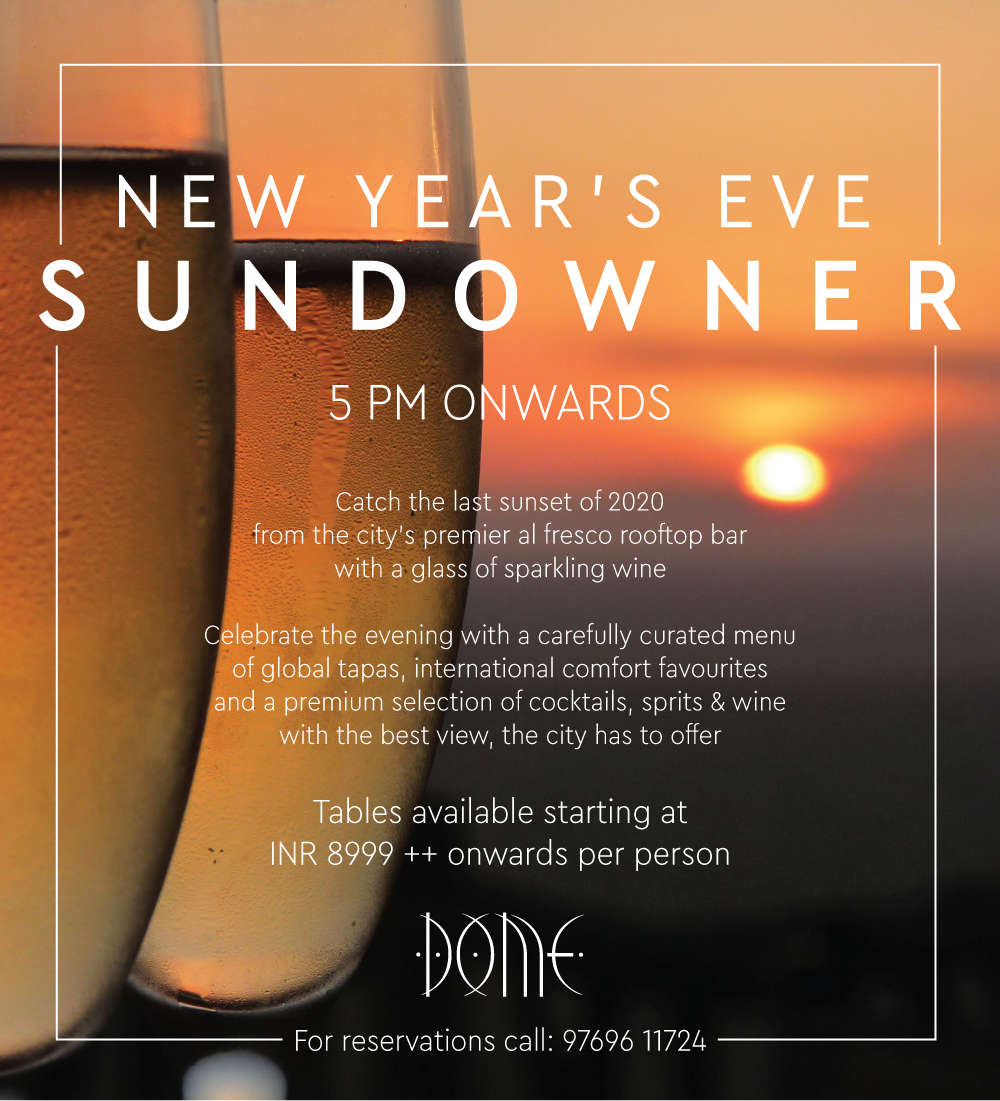 NEW YEAR'S EVE
SUNDOWNER
5 PM ONWARDS
Catch the last sunset of 2020
from the city's premier al fresco rooftop bar
with a glass of sparkling wine
Celebrate the evening with a carefully curated menu
of global tapas, international comfort favourites
and a premium selection of cocktails, sprits & wine
with the best view, the city has to offer
Tables available starting at
INR 8999 ++ onwards per person
DOME
For reservations call: 97696 11724